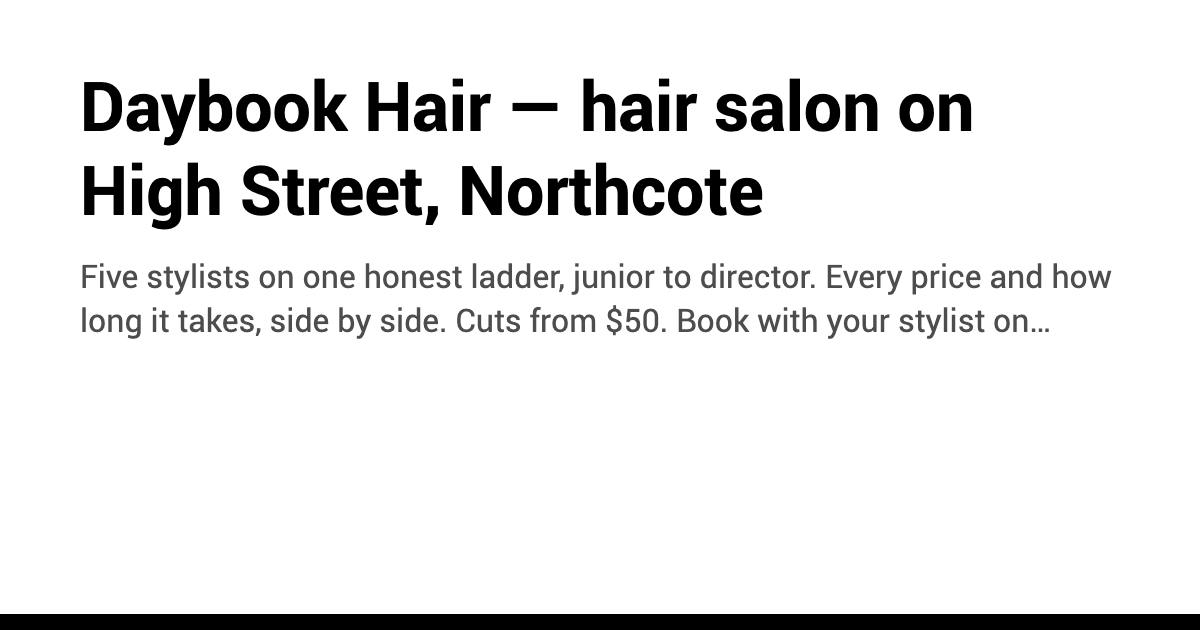 Daybook Hair — hair salon on
High Street, Northcote
Five stylists on one honest ladder, junior to director. Every price and how
long it takes, side by side. Cuts from $50. Book with your stylist on…